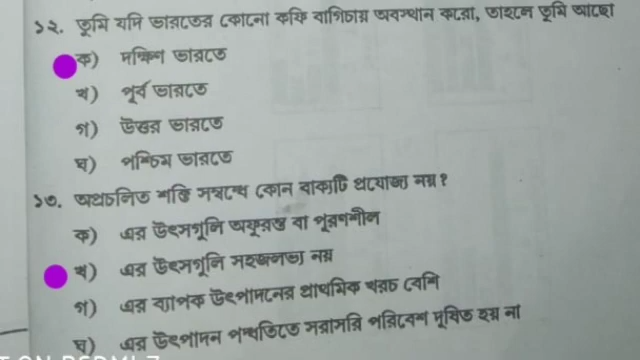 ১২. তুমি যদি ভারতের কোনো কফি বাগিচায় অবস্থান করো, তাহলে তুমি আছো
ক) দক্ষিণ ভারতে
খ) পূর্ব ভারতে
গ) উত্তর ভারতে
ঘ) পশ্চিম ভারতে
১৩. অপ্রচলিত শক্তি সম্বন্ধে কোন বাক্যটি প্রযোজ্য নয়?
ক) এর উৎসগুলি অফুরন্ত বা পূরণশীল
খ) এর উৎসগুলি সহজলভ্য নয়
গ) এর ব্যাপক উৎপাদনের প্রাথমিক খরচ বেশি
ঘ) এর উৎপাদন পদ্ধতিতে সরাসরি পরিবেশ দূষিত হয় না